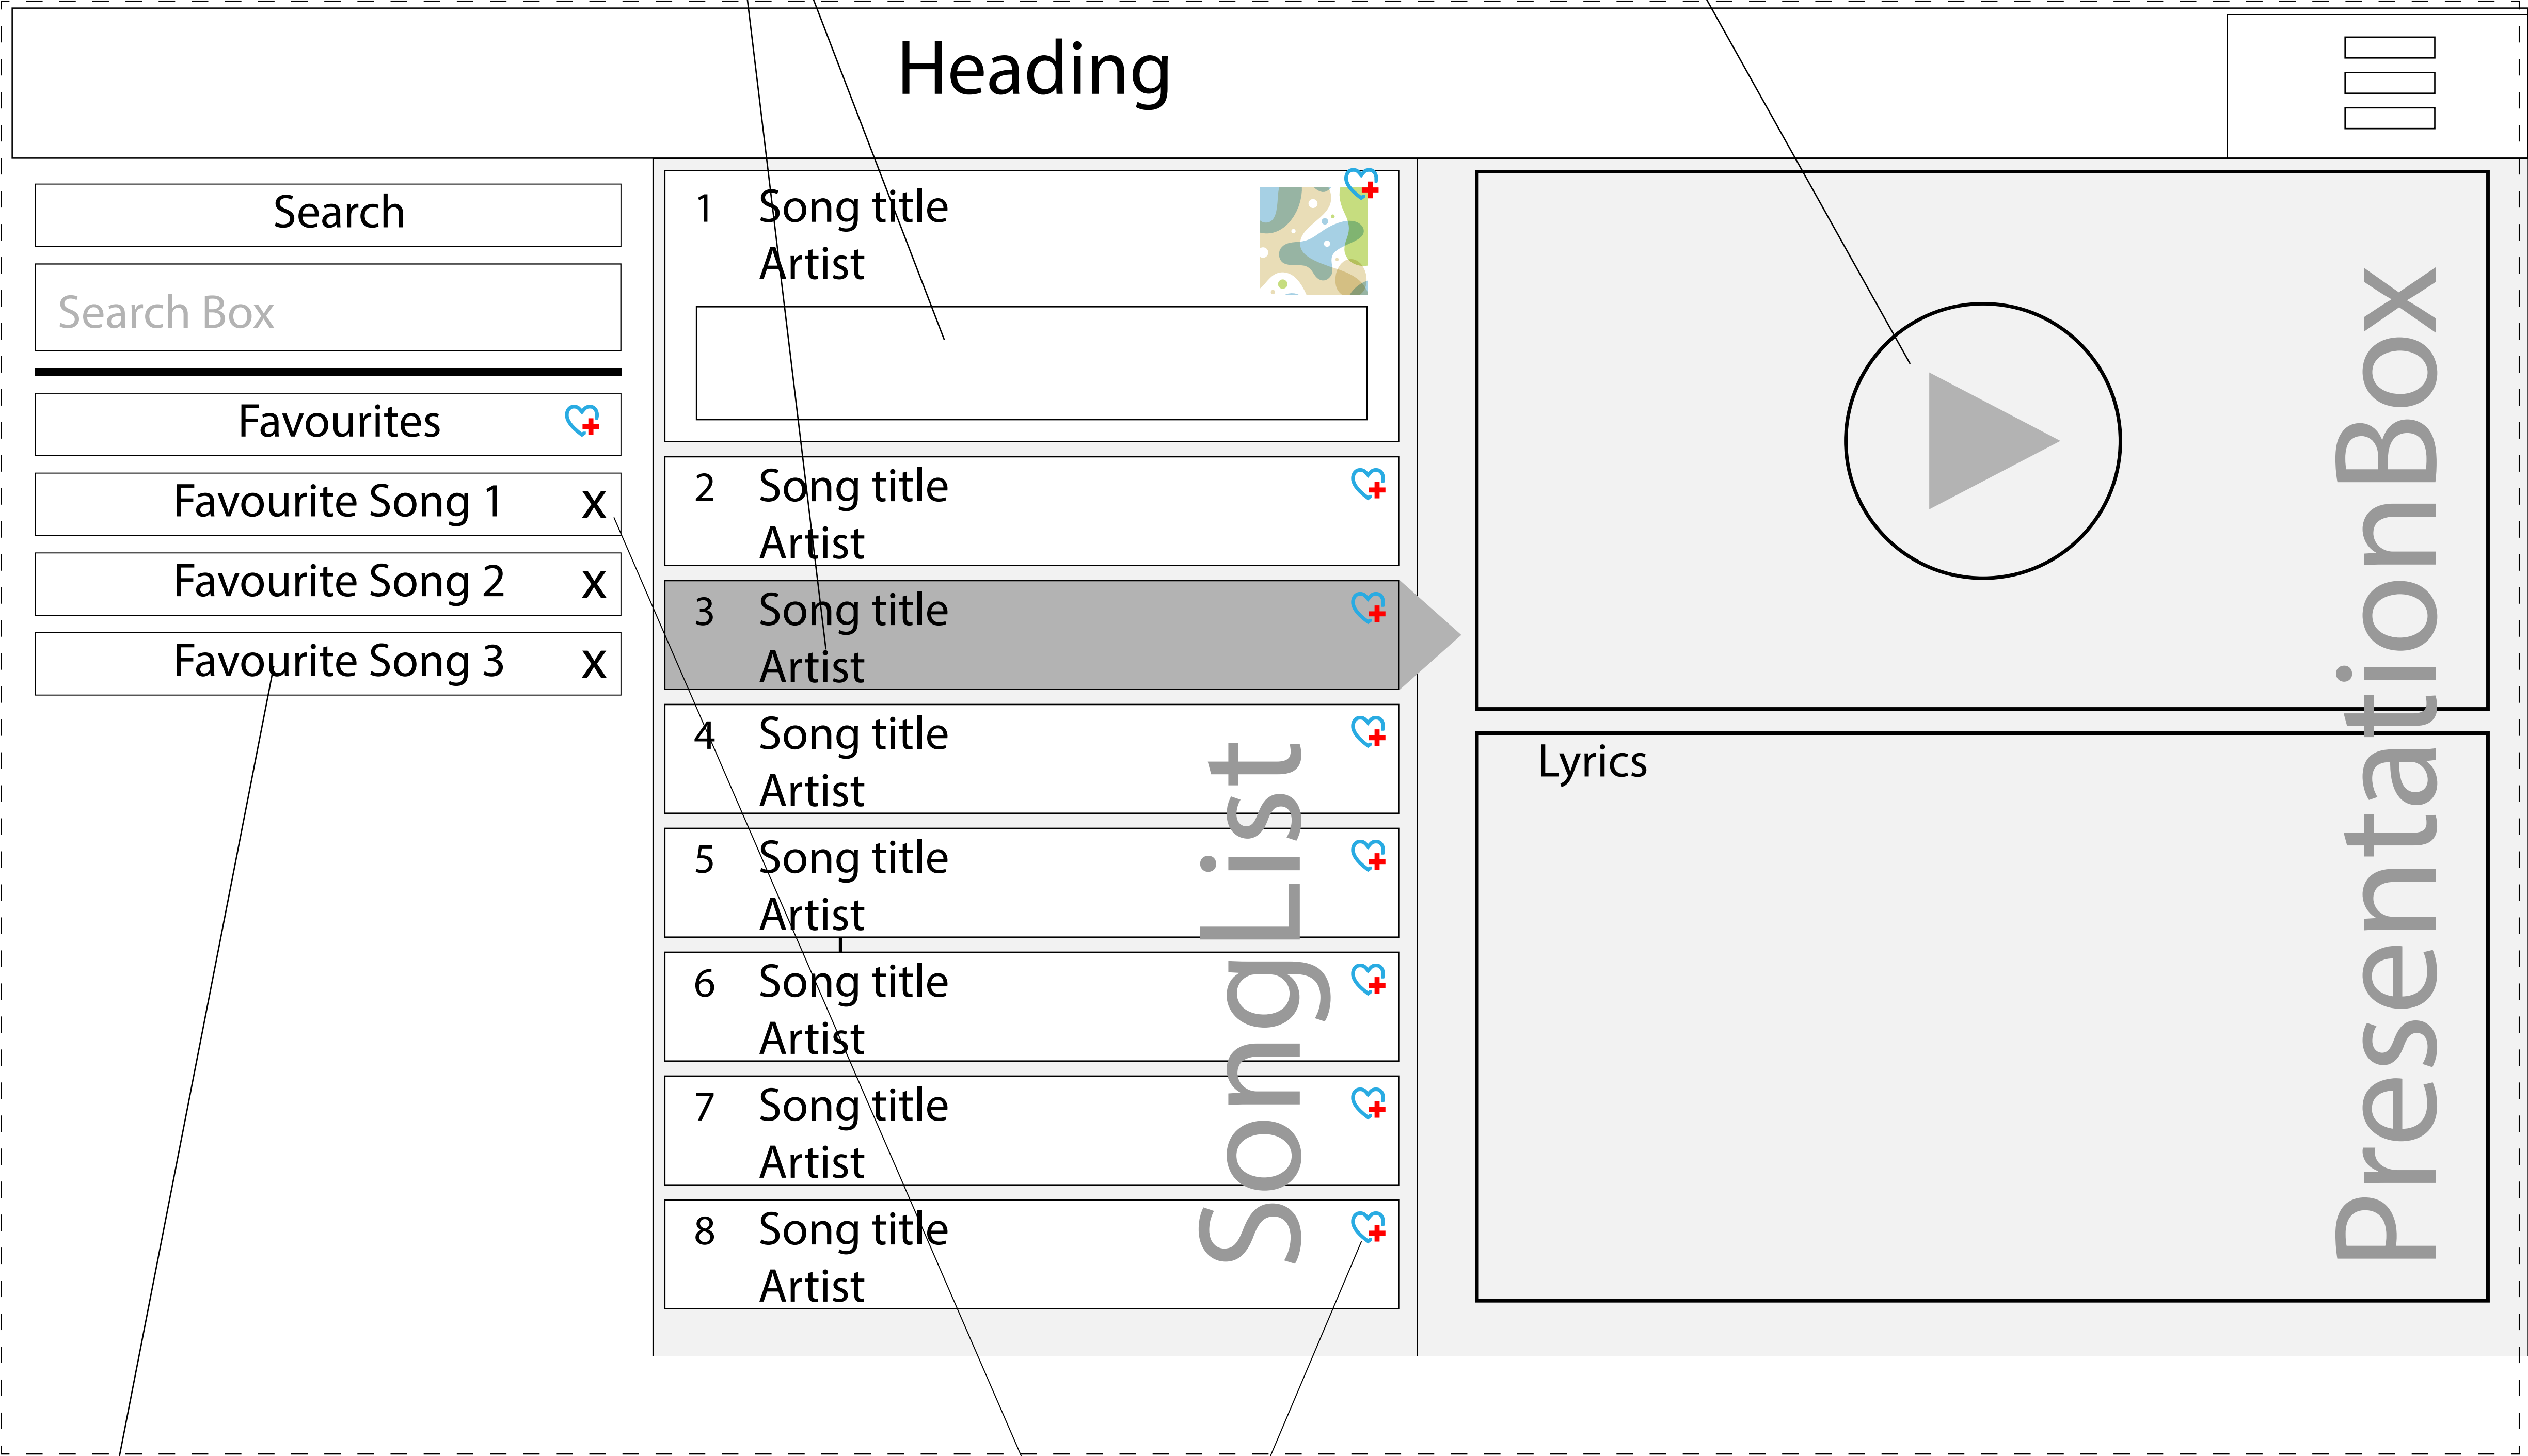 Heading
Search
Search Box
Favourites
Favourite Song 1 X
Favourite Song 2 X
Favourite Song 3 X
1 Song title
Artist
2 Song title
Artist
3 Song title
Artist
4 Song title
Artist
5 Song title
Artist
6 Song title
Artist
7 Song title
Artist
8 Song title
Artist
Song List
Lyrics
PresentationBox